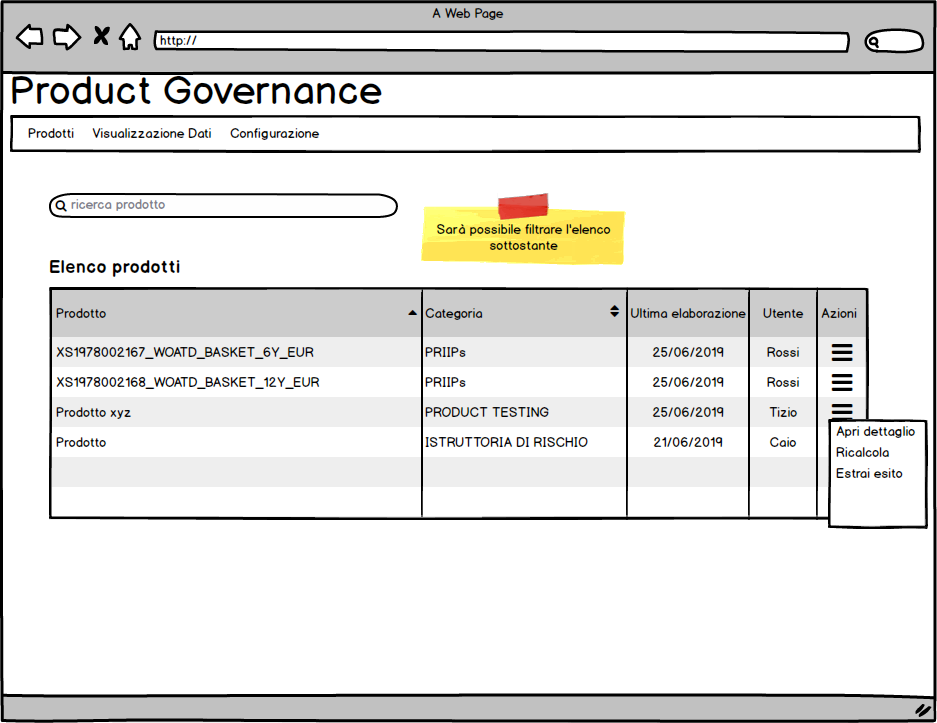 A Web Page
http://
Product Governance
Prodotti Visualizzazione Dati Configurazione
ricerca prodotto
Sarà possibile filtrare l'elenco
sottostante
Elenco prodotti
Prodotto Categoria Ultima elaborazione Utente Azioni
XS1978002167_WOATD_BASKET_6Y_EUR PRIIPs 25/06/2019 Rossi
XS1978002168_WOATD_BASKET_12Y_EUR PRIIPs 25/06/2019 Rossi
Prodotto xyz PRODUCT TESTING 25/06/2019 Tizio
Prodotto ISTRUTTORIA DI RISCHIO 21/06/2019 Caio
Apri dettaglio
Ricalcola
Estrai esito